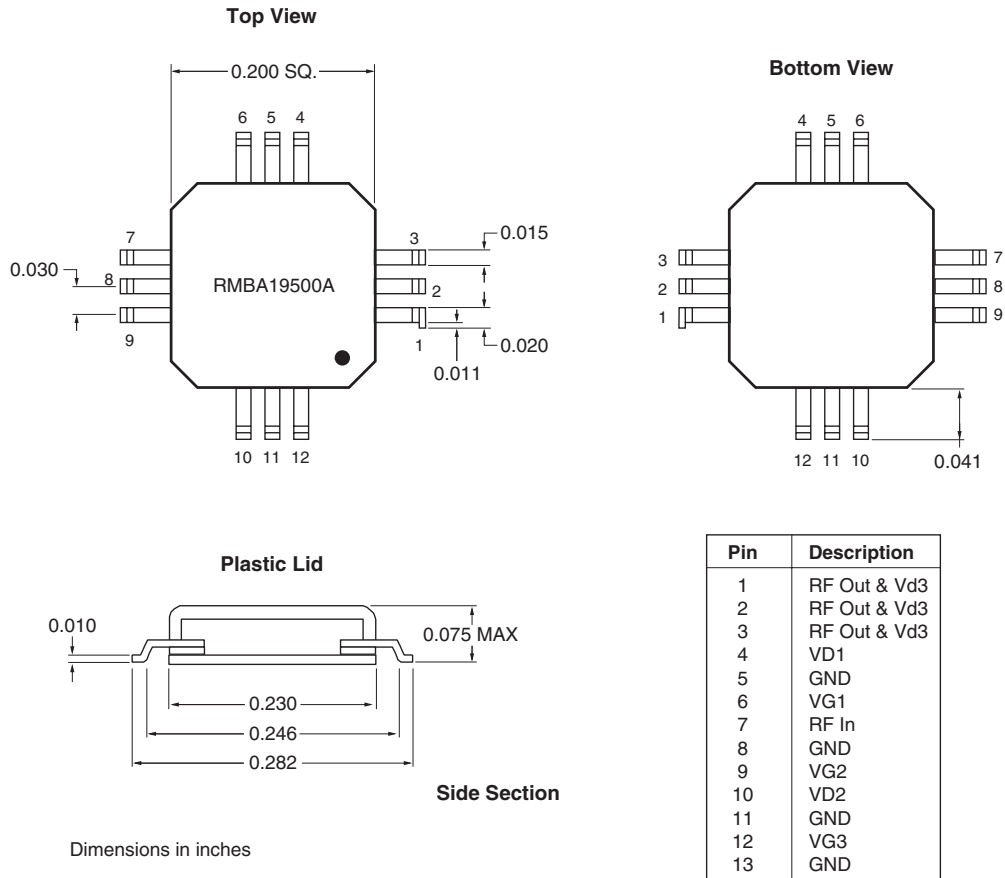 Top View
0.200 SQ.
6 5 4
7
8
9
0.030
RMBA19500A
3
2
1
0.015
0.020
0.011
10 11 12
Bottom View
4 5 6
3
2
1
7
8
9
12 11 10
0.041
Plastic Lid
0.010
0.075 MAX
0.230
0.246
0.282
Side Section
Dimensions in inches
Pin Description
1 RF Out & Vd3
2 RF Out & Vd3
3 RF Out & Vd3
4 VD1
5 GND
6 VG1
7 RF In
8 GND
9 VG2
10 VD2
11 GND
12 VG3
13 GND